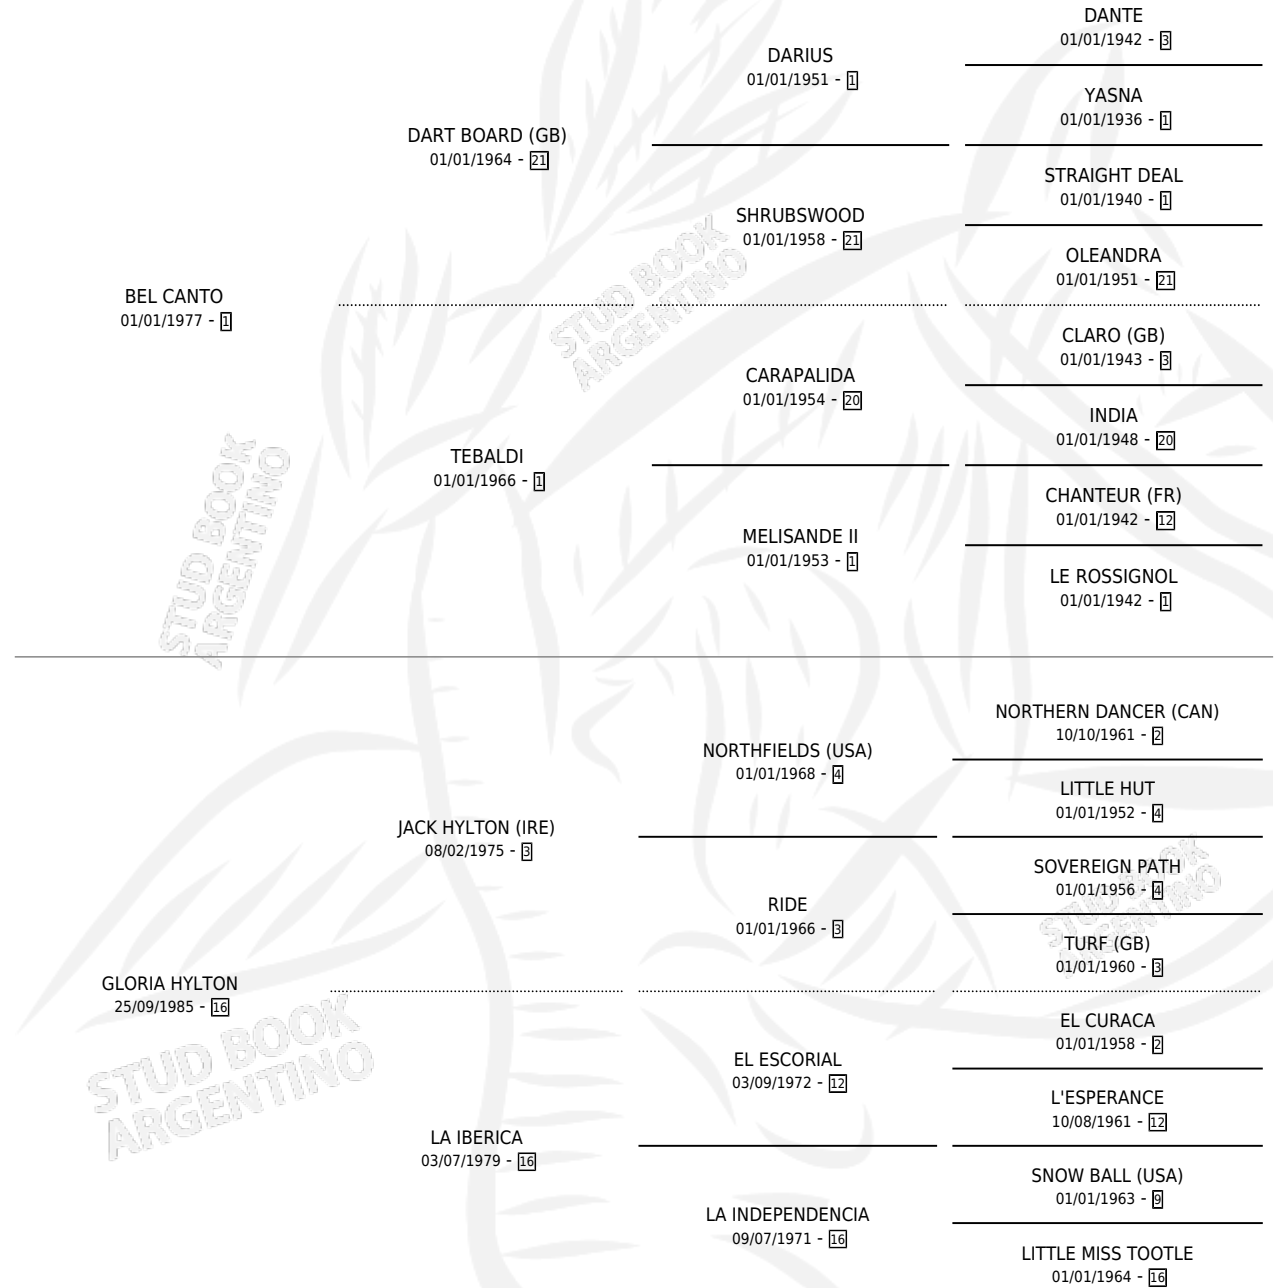 DANTE
01/01/1942 - 3
DARIUS
01/01/1951 - 1
YASNA
01/01/1936 - 1
DART BOARD (GB)
01/01/1964 - 21
STRAIGHT DEAL
01/01/1940 - 1
SHRUBSWOOD
01/01/1958 - 21
OLEANDRA
01/01/1951 - 21
BEL CANTO
01/01/1977 - 1
CLARO (GB)
01/01/1943 - 3
CARAPALIDA
01/01/1954 - 20
INDIA
01/01/1948 - 20
TEBALDI
01/01/1966 - 1
CHANTEUR (FR)
01/01/1942 - 12
MELISANDE II
01/01/1953 - 1
LE ROSSIGNOL
01/01/1942 - 1
STUD BOOK
ARGENTINO
STUD BOOK
ARGENTINO
NORTHERN DANCER (CAN)
10/10/1961 - 2
NORTHFIELDS (USA)
01/01/1968 - 4
LITTLE HUT
01/01/1952 - 4
JACK HYLTON (IRE)
08/02/1975 - 3
SOVEREIGN PATH
01/01/1956 - 4
RIDE
01/01/1966 - 3
TURF (GB)
01/01/1960 - 3
STUD BOOK
ARGENTINO
GLORIA HYLTON
25/09/1985 - 16
EL CURACA
01/01/1958 - 2
EL ESCORIAL
03/09/1972 - 12
L'ESPERANCE
10/08/1961 - 12
LA IBERICA
03/07/1979 - 16
SNOW BALL (USA)
01/01/1963 - 9
LA INDEPENDENCIA
09/07/1971 - 16
LITTLE MISS TOOTLE
01/01/1964 - 16
STUD BOOK
ARGENTINO